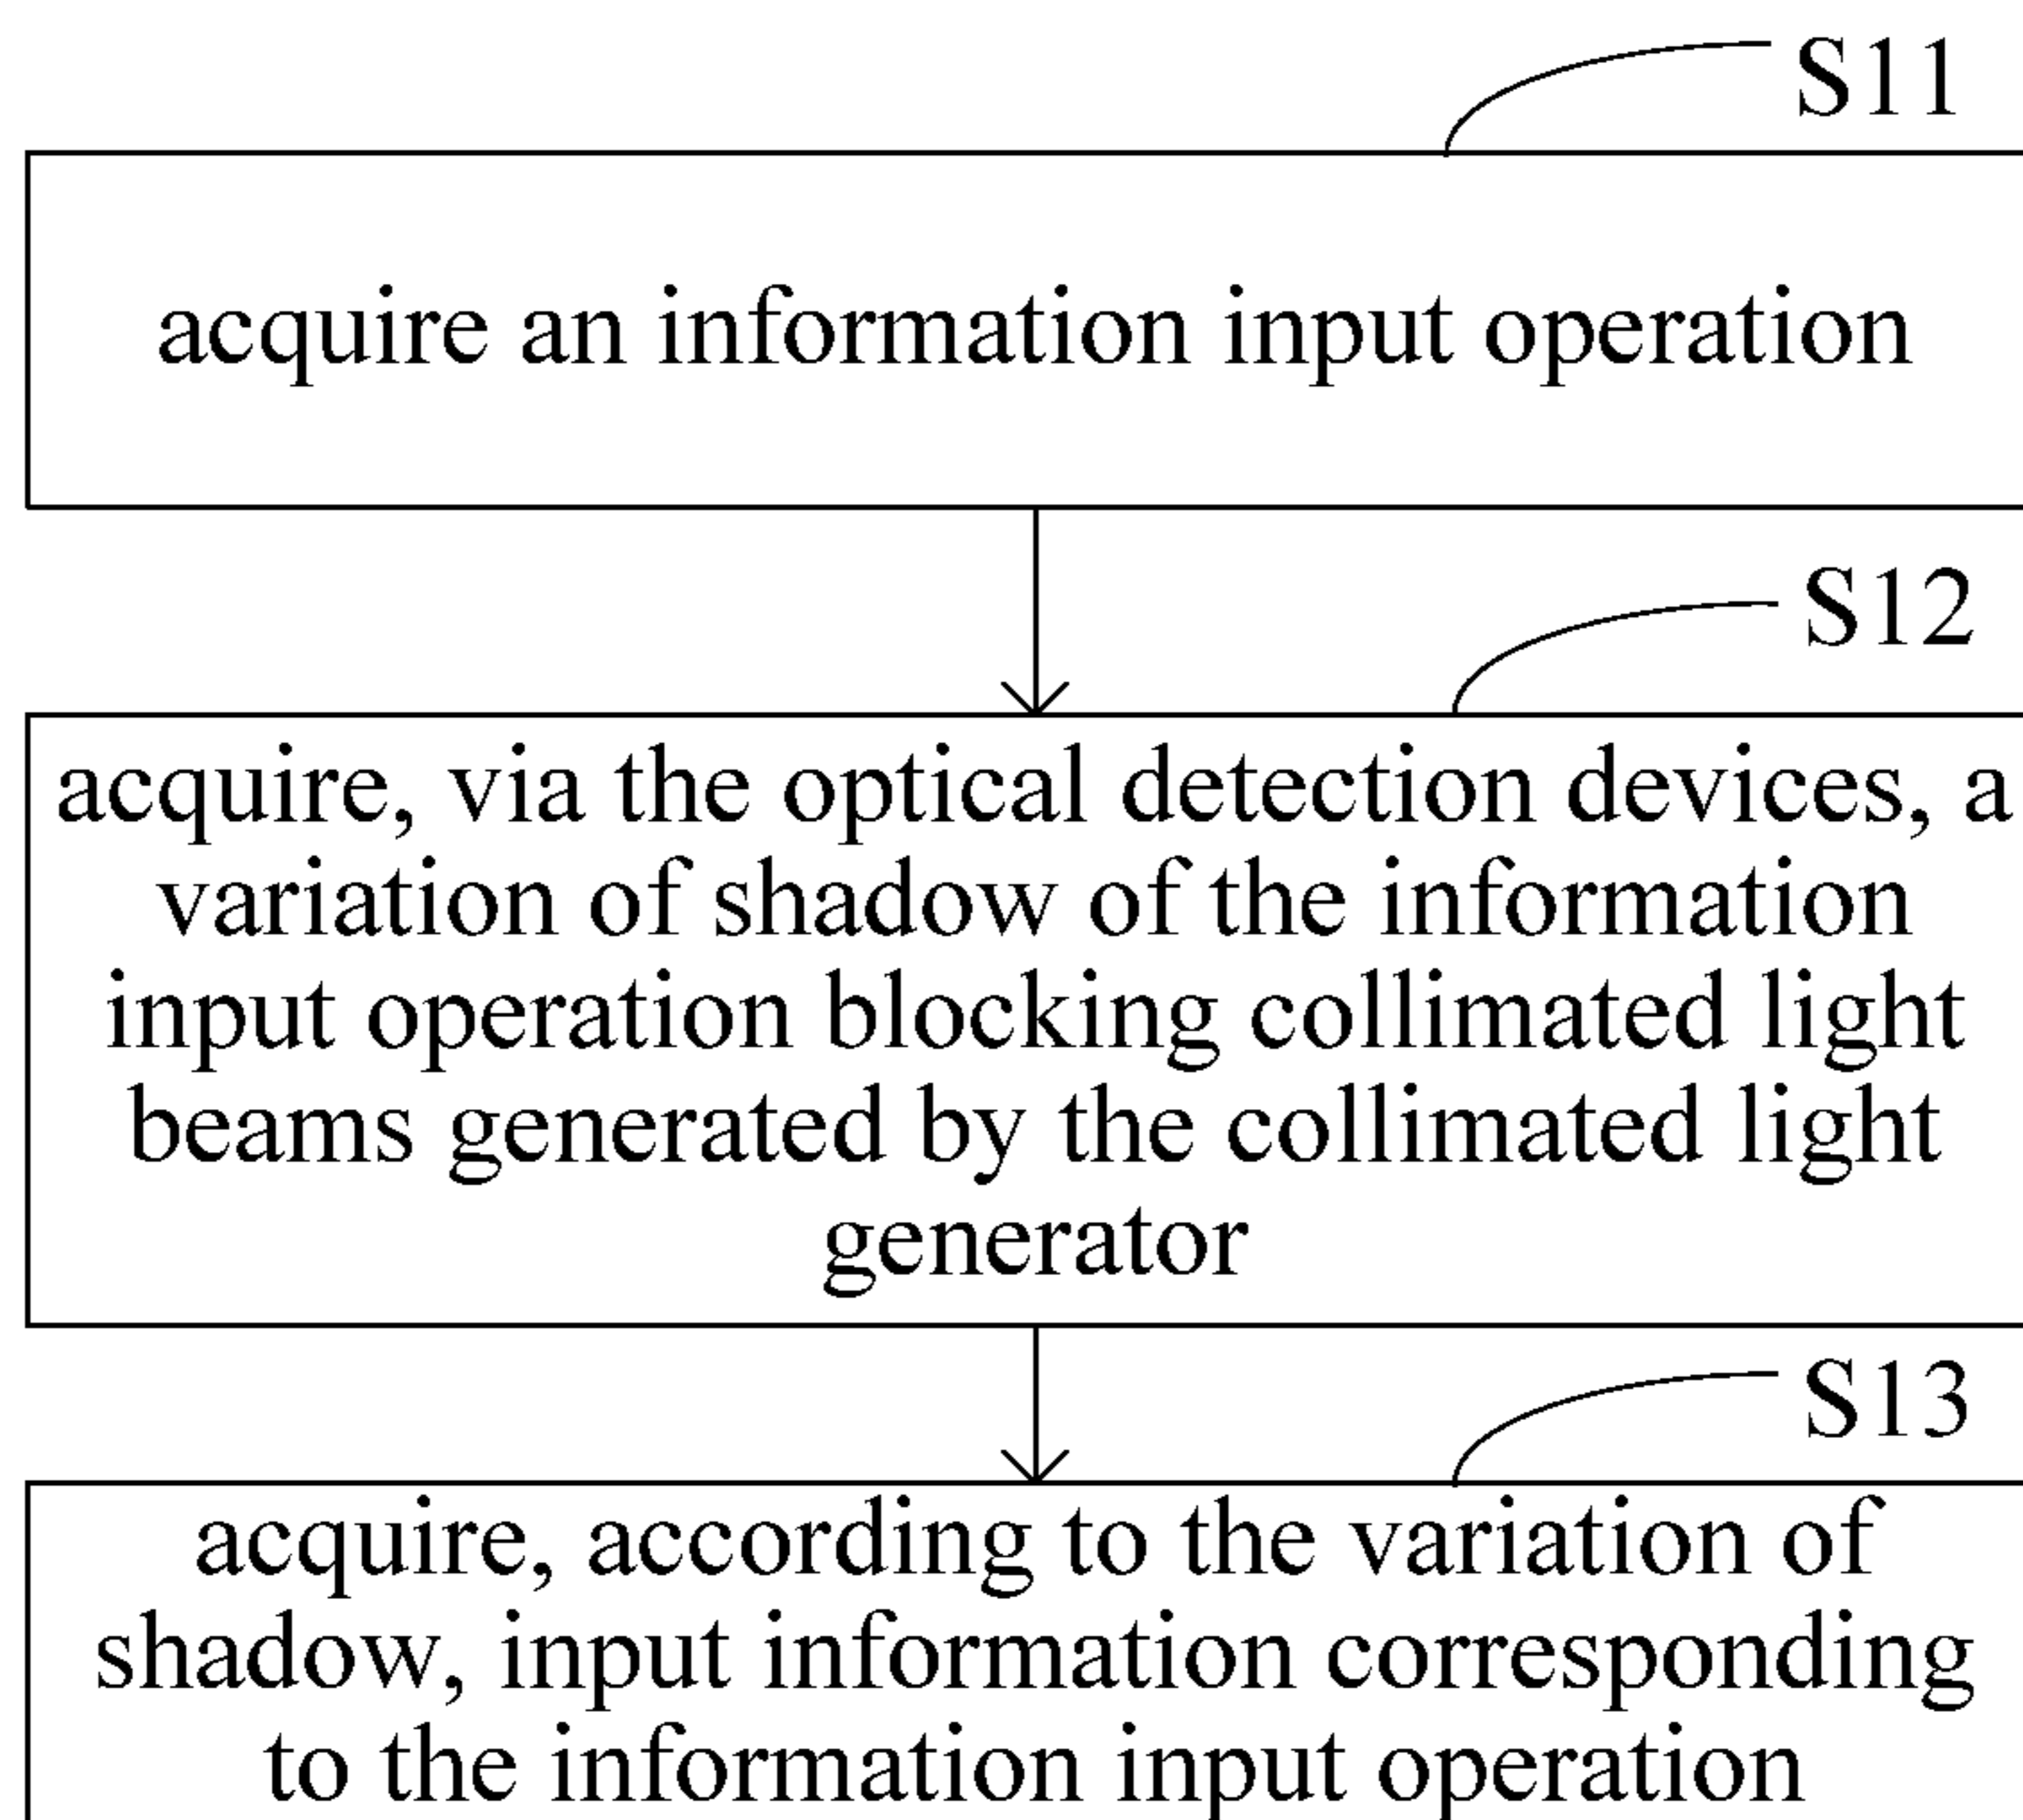 S11
acquire an information input operation
S12
acquire, via the optical detection devices, a
variation of shadow of the information
input operation blocking collimated light
beams generated by the collimated light
generator
S13
acquire, according to the variation of
shadow, input information corresponding
to the information input operation